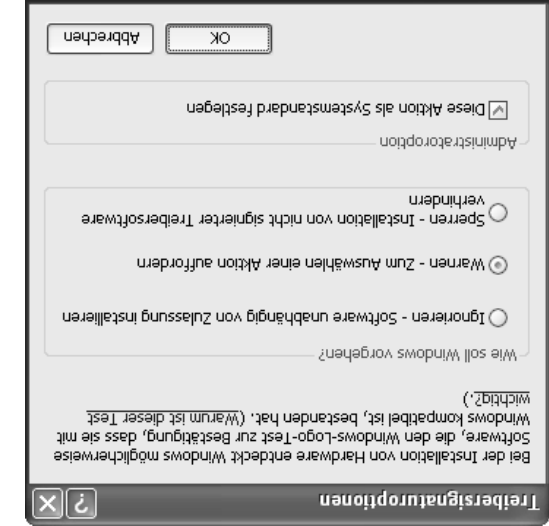 Treibersignaturoptionen
Bei der Installation von Hardware entdeckt Windows möglicherweise
Software, die den Windows-Logo-Test zur Bestätigung, dass sie mit
Windows kompatibel ist, bestanden hat. (Warum ist dieser Test
wichtig?.)
Wie soll Windows vorgehen?
Ignorieren - Software unabhängig von Zulassung installieren
Warnen - Zum Auswählen einer Aktion auffordern
Sperren - Installation von nicht signierter Treibersoftware
verhindern
Administratoroption
Diese Aktion als Systemstandard festlegen
OK Abbrechen